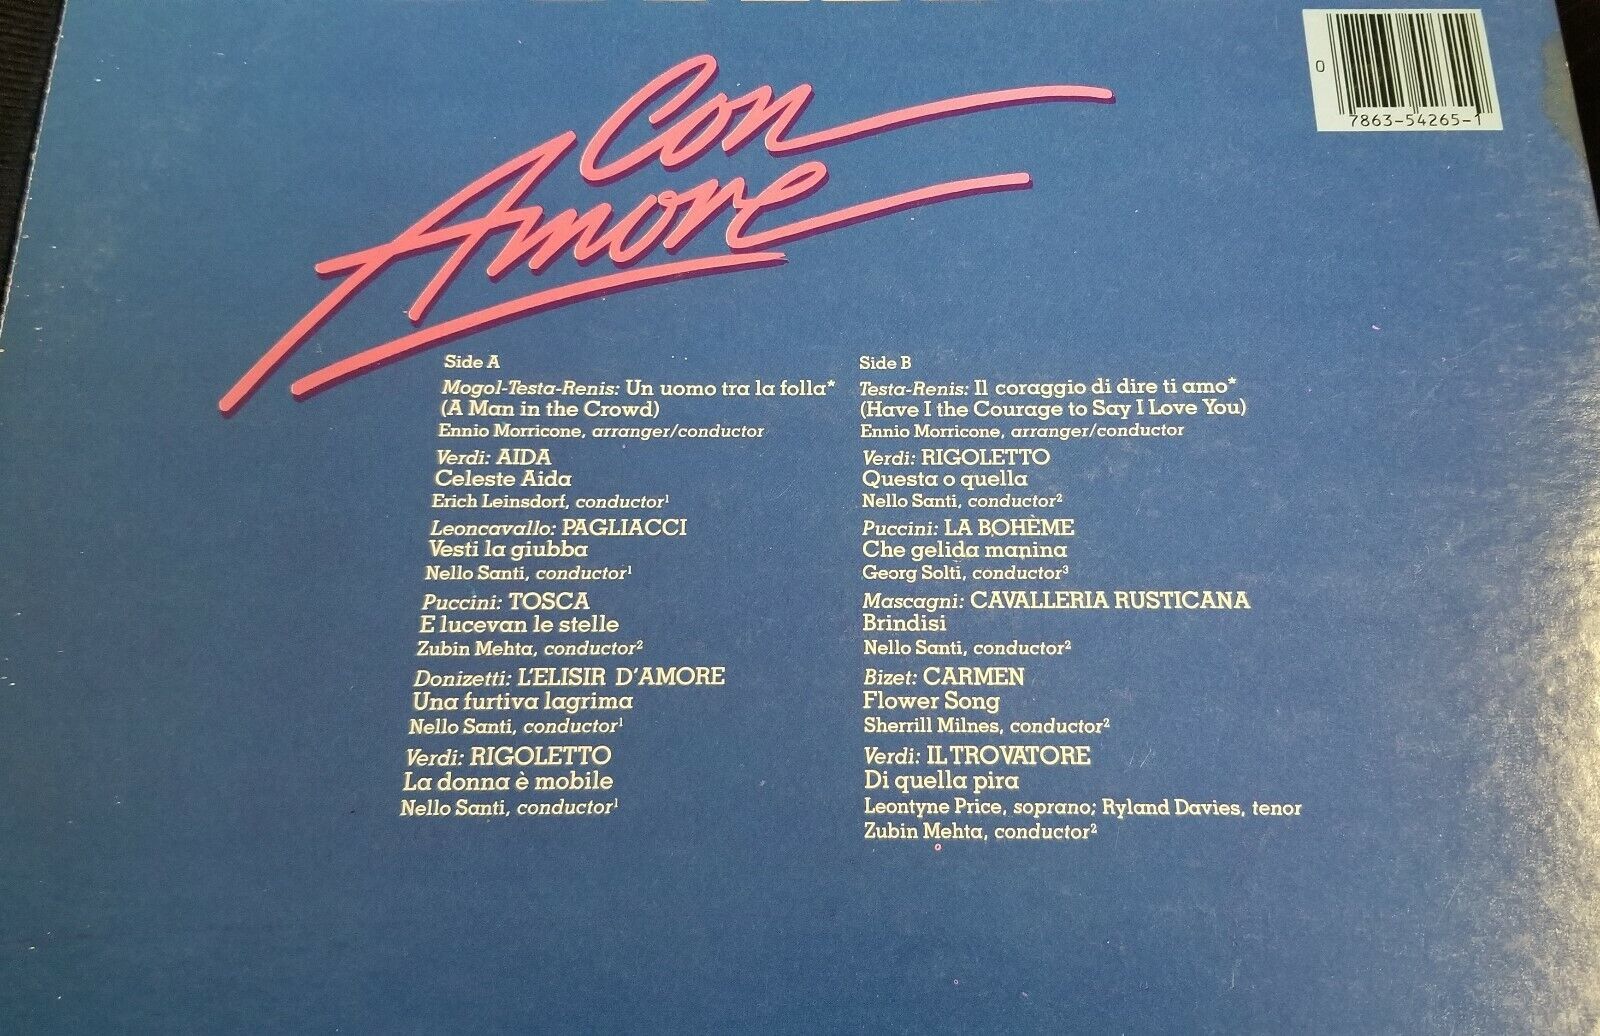 Con
Amore
0
7863-54265-1
Side A
Mogol-Testa-Renis: Un uomo tra la folla*
(A Man in the Crowd)
Ennio Morricone, arranger/conductor
Verdi: AIDA
Celeste Aida
Erich Leinsdorf, conductor¹
Leoncavallo: PAGLIACCI
Vesti la giubba
Nello Santi, conductor¹
Puccini: TOSCA
E lucevan le stelle
Zubin Mehta, conductor²
Donizetti: L'ELISIR D'AMORE
Una furtiva lagrima
Nello Santi, conductor¹
Verdi: RIGOLETTO
La donna è mobile
Nello Santi, conductor¹
Side B
Testa-Renis: Il coraggio di dire ti amo*
(Have I the Courage to Say I Love You)
Ennio Morricone, arranger/conductor
Verdi: RIGOLETTO
Questa o quella
Nello Santi, conductor²
Puccini: LA BOHÈME
Che gelida manina
Georg Solti, conductor³
Mascagni: CAVALLERIA RUSTICANA
Brindisi
Nello Santi, conductor²
Bizet: CARMEN
Flower Song
Sherrill Milnes, conductor²
Verdi: IL TROVATORE
Di quella pira
Leontyne Price, soprano; Ryland Davies, tenor
Zubin Mehta, conductor²